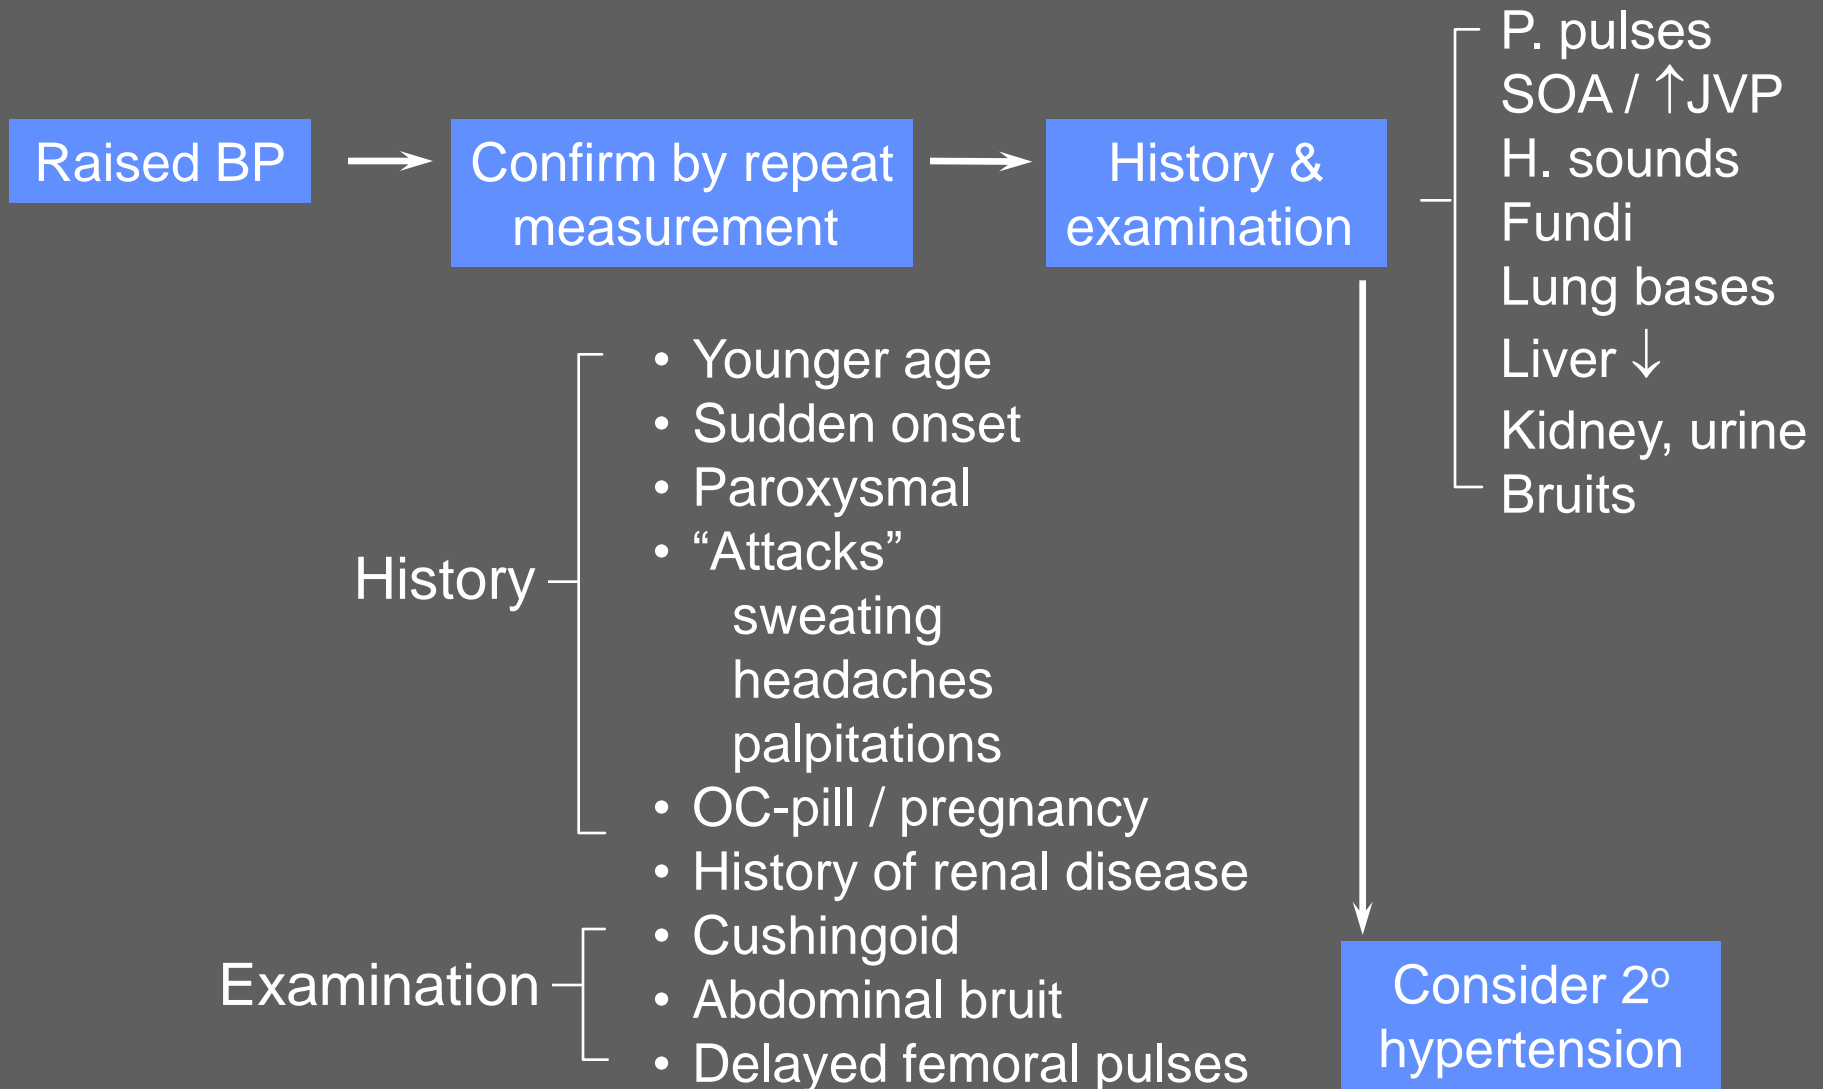 Raised BP
Confirm by repeat
measurement
History &
examination
P. pulses
SOA / ↑JVP
H. sounds
Fundi
Lung bases
Liver ↓
Kidney, urine
Bruits
History
• Younger age
• Sudden onset
• Paroxysmal
• “Attacks”
sweating
headaches
palpitations
• OC-pill / pregnancy
• History of renal disease
Examination
• Cushingoid
• Abdominal bruit
• Delayed femoral pulses
Consider 2º
hypertension